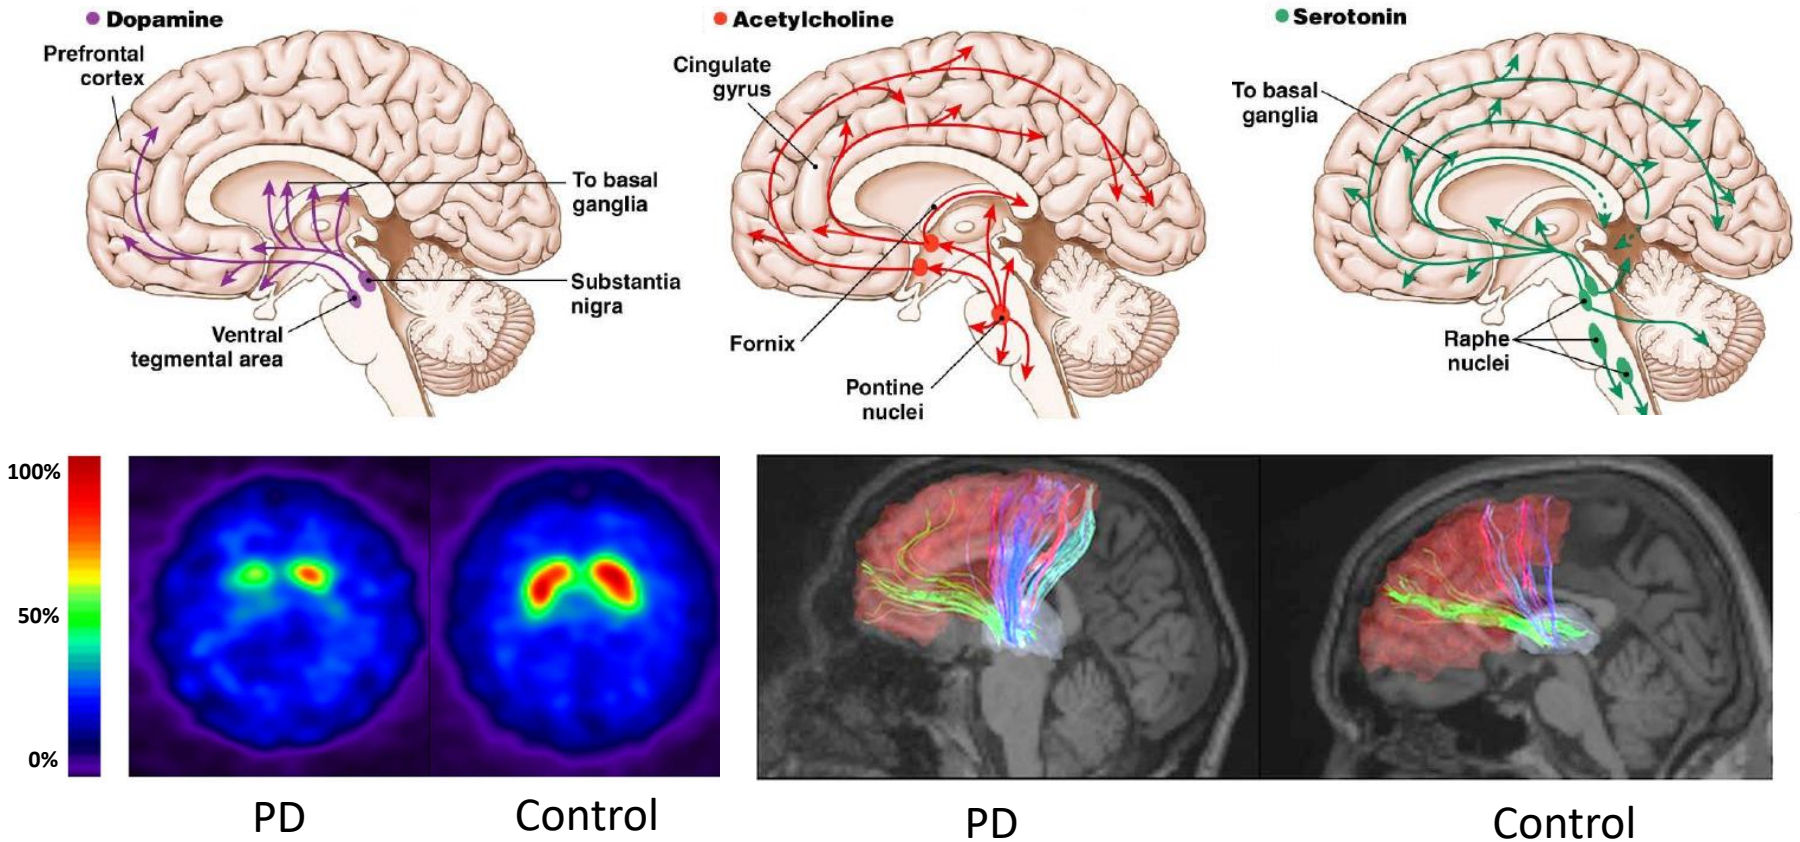 Dopamine
Prefrontal
cortex
To basal
ganglia
Substantia
nigra
Ventral
tegmental area
Acetylcholine
Cingulate
gyrus
Fornix
Pontine
nuclei
Serotonin
To basal
ganglia
Raphe
nuclei
100%
50%
0%
PD
Control
PD
Control